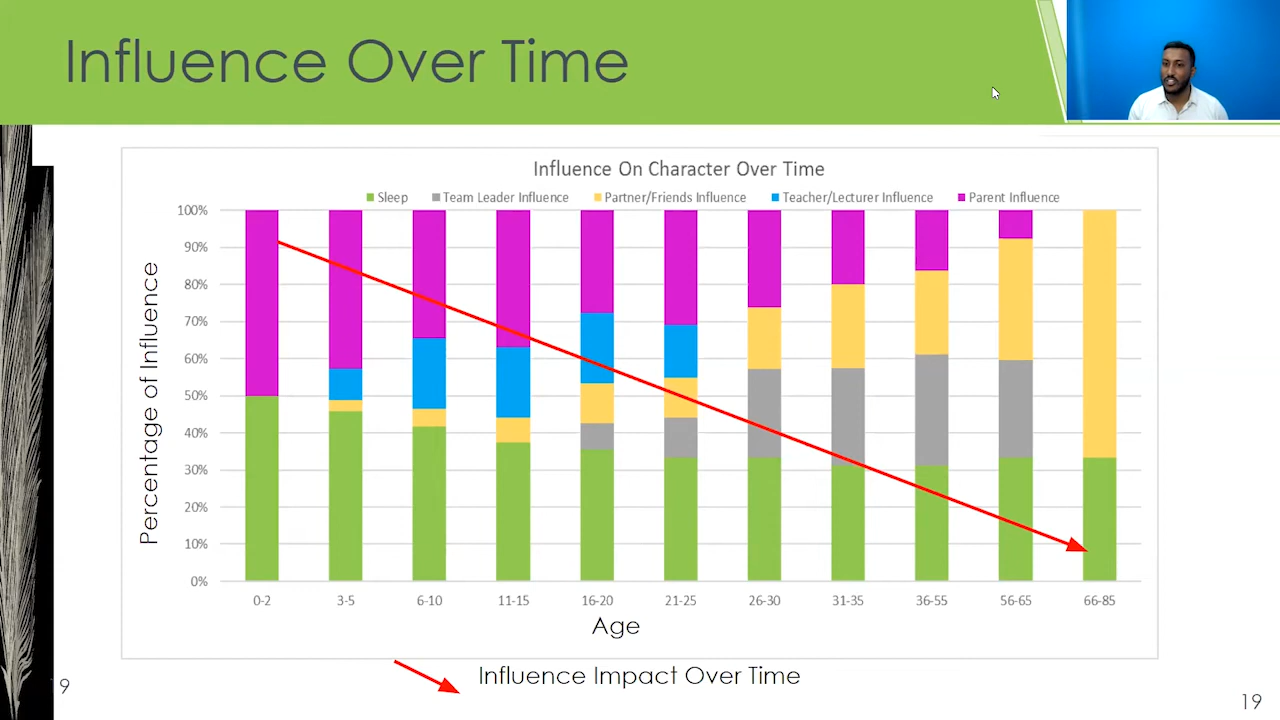 Influence Over Time
Influence On Character Over Time
Sleep Team Leader Influence Partner/Friends Influence Teacher/Lecturer Influence Parent Influence
100%
90%
80%
70%
60%
50%
40%
30%
20%
10%
0%
Percentage of Influence
0-2 3-5 6-10 11-15 16-20 21-25 26-30 31-35 36-55 56-65 66-85
Age
Influence Impact Over Time
9
19